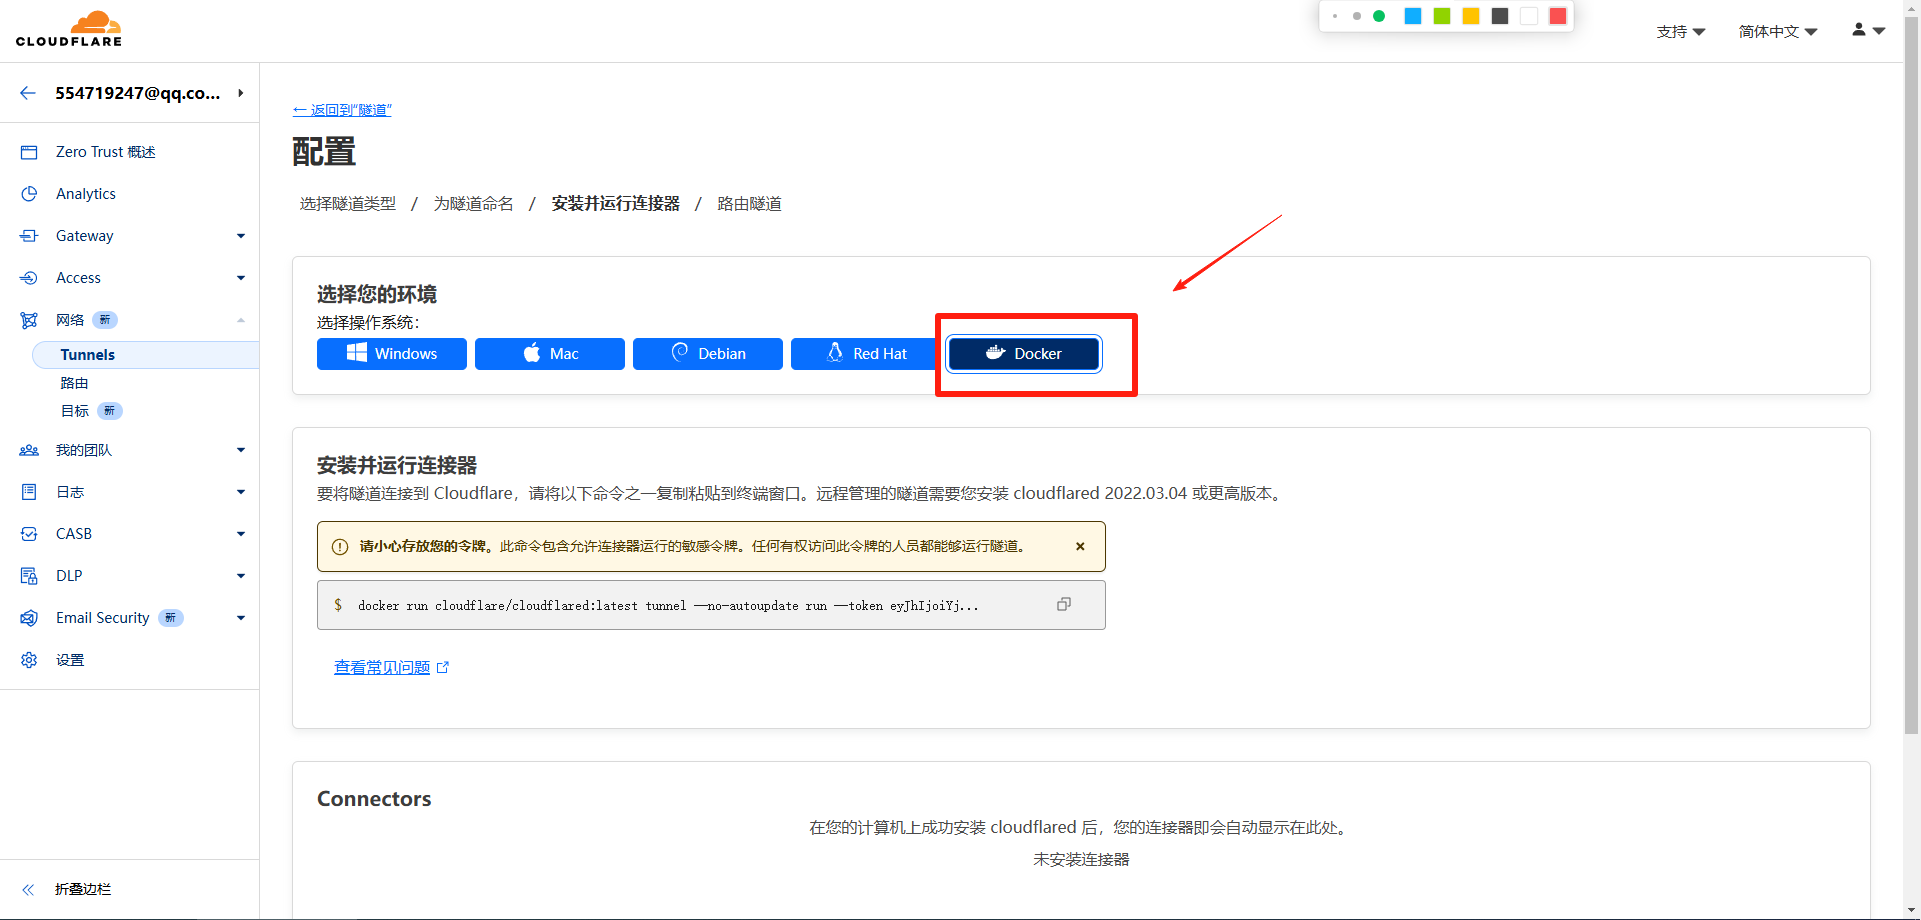 CLOUDFLARE
支持
简体中文
554719247@qq.co...
Zero Trust 概述
Analytics
Gateway
Access
网络 新
Tunnels
路由
目标 新
我的团队
日志
CASB
DLP
Email Security 新
设置
折叠边栏
← 返回到“隧道”
配置
选择隧道类型 / 为隧道命名 / 安装并运行连接器 / 路由隧道
选择您的环境
选择操作系统：
Windows Mac Debian Red Hat Docker
安装并运行连接器
要将隧道连接到 Cloudflare，请将以下命令之一复制粘贴到终端窗口。远程管理的隧道需要您安装 cloudflared 2022.03.04 或更高版本。
请小心存放您的令牌。此命令包含允许连接器运行的敏感令牌。任何有权访问此令牌的人员都能够运行隧道。
$ docker run cloudflare/cloudflared:latest tunnel —no-autoupdate run —token eyJhIjoiYj...
查看常见问题
Connectors
在您的计算机上成功安装 cloudflared 后，您的连接器即会自动显示在此处。
未安装连接器